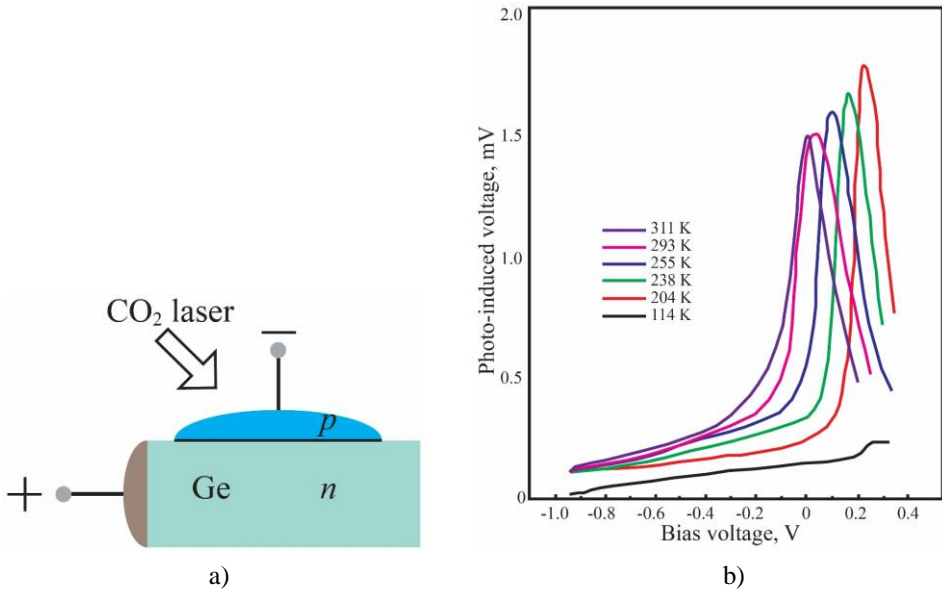 CO₂ laser
−
p
+
Ge n
a)
Photo-induced voltage, mV
2.0
1.5
1.0
0.5
0
311 K
293 K
255 K
238 K
204 K
114 K
-1.0 -0.8 -0.6 -0.4 -0.2 0 0.2 0.4
Bias voltage, V
b)